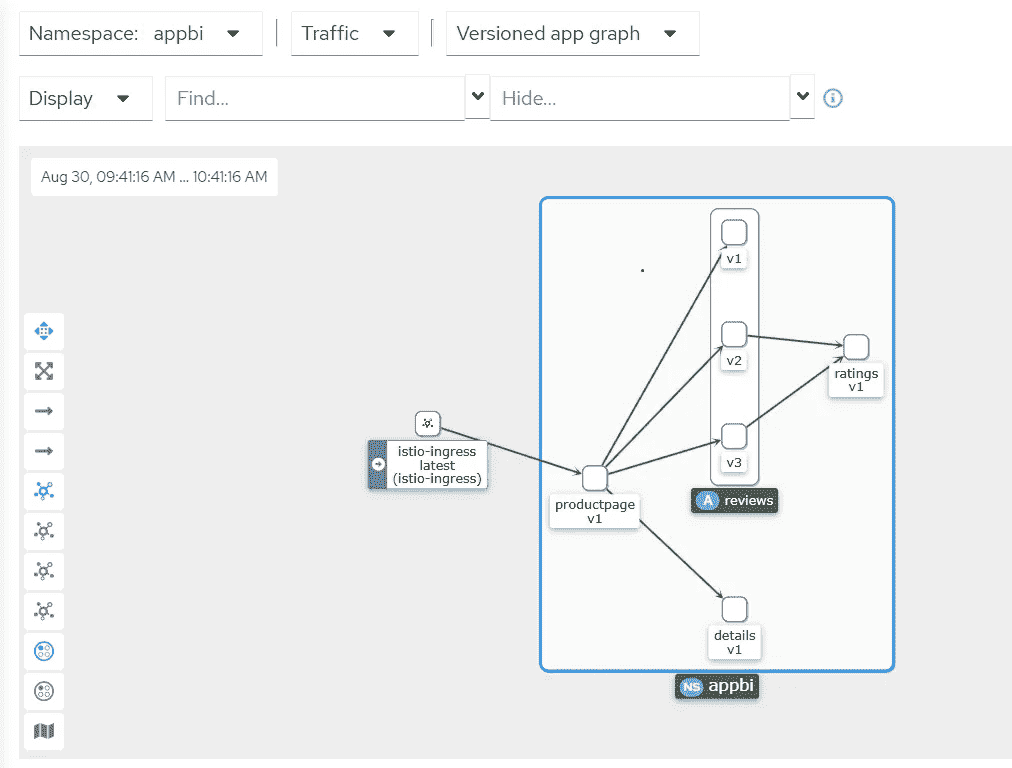 Namespace: appbi
Traffic
Versioned app graph
Display
Find...
Hide...
Aug 30, 09:41:16 AM ... 10:41:16 AM
v1
v2
ratings
v1
istio-ingress
latest
(istio-ingress)
v3
productpage
v1
A reviews
details
v1
NS appbi